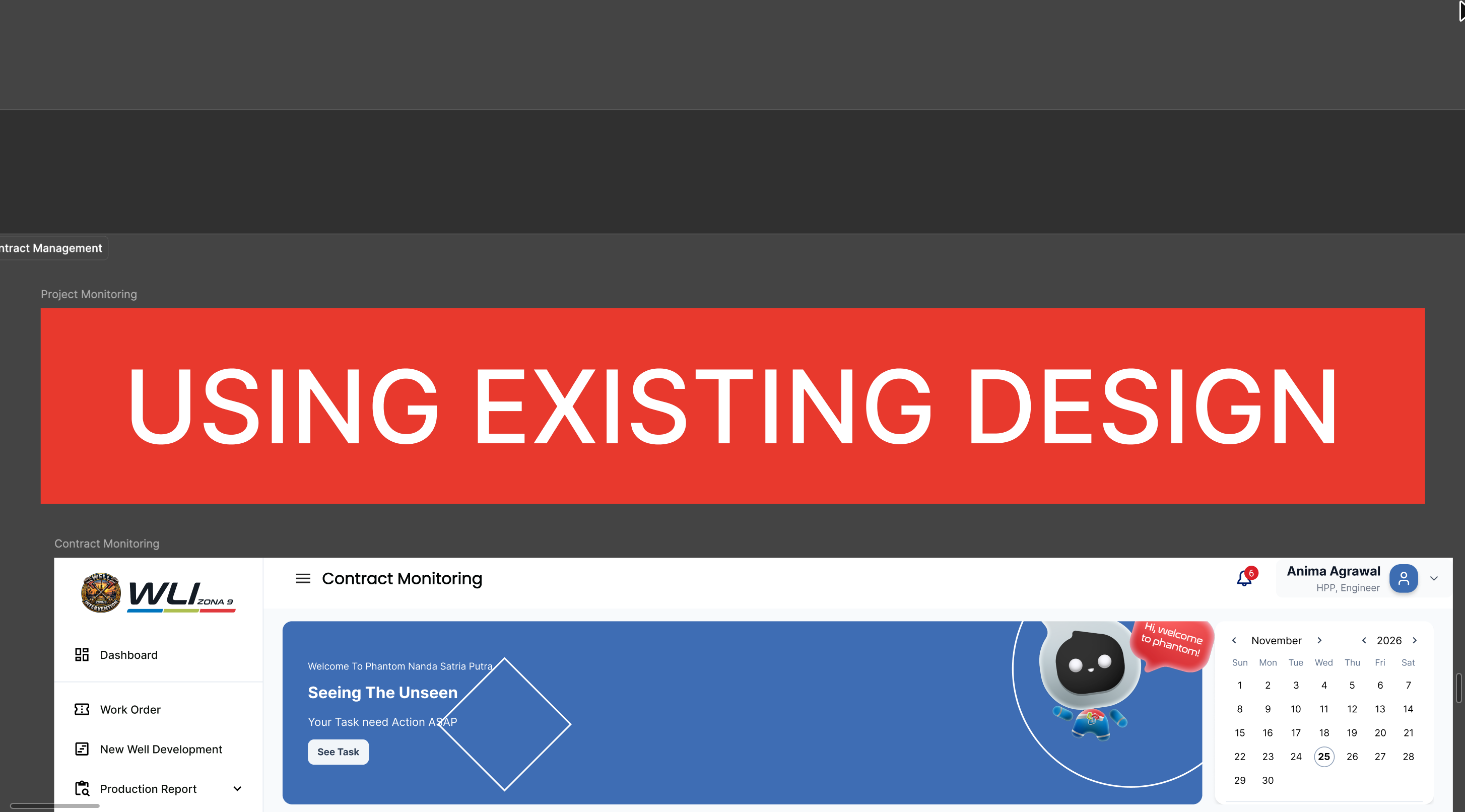 ntract Management
Project Monitoring
USING EXISTING DESIGN
Contract Monitoring
WLI ZONA 9
Contract Monitoring
6
Anima Agrawal
HPP, Engineer
Dashboard
Work Order
New Well Development
Production Report
Welcome To Phantom Nanda Satria Putra
Seeing The Unseen
Your Task need Action ASAP
See Task
Hi, welcome
to phantom!
November 2026
Sun Mon Tue Wed Thu Fri Sat
1 2 3 4 5 6 7
8 9 10 11 12 13 14
15 16 17 18 19 20 21
22 23 24 25 26 27 28
29 30